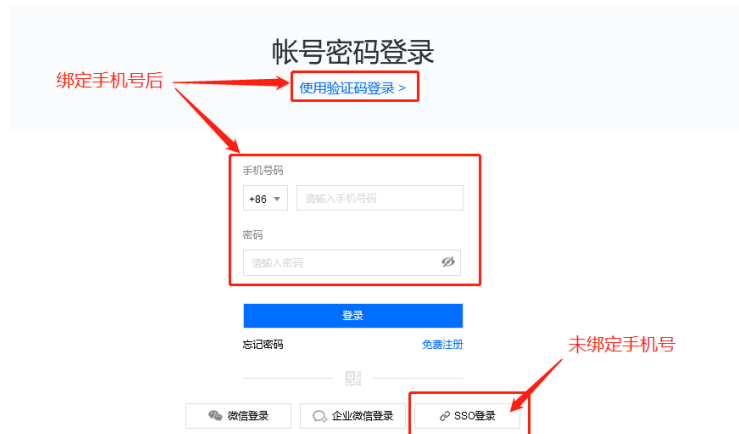 帐号密码登录
绑定手机号后
使用验证码登录 >
手机号码
+86 请输入手机号码
密码
请输入密码
登录
忘记密码 免费注册
未绑定手机号
微信登录 企业微信登录 SSO登录